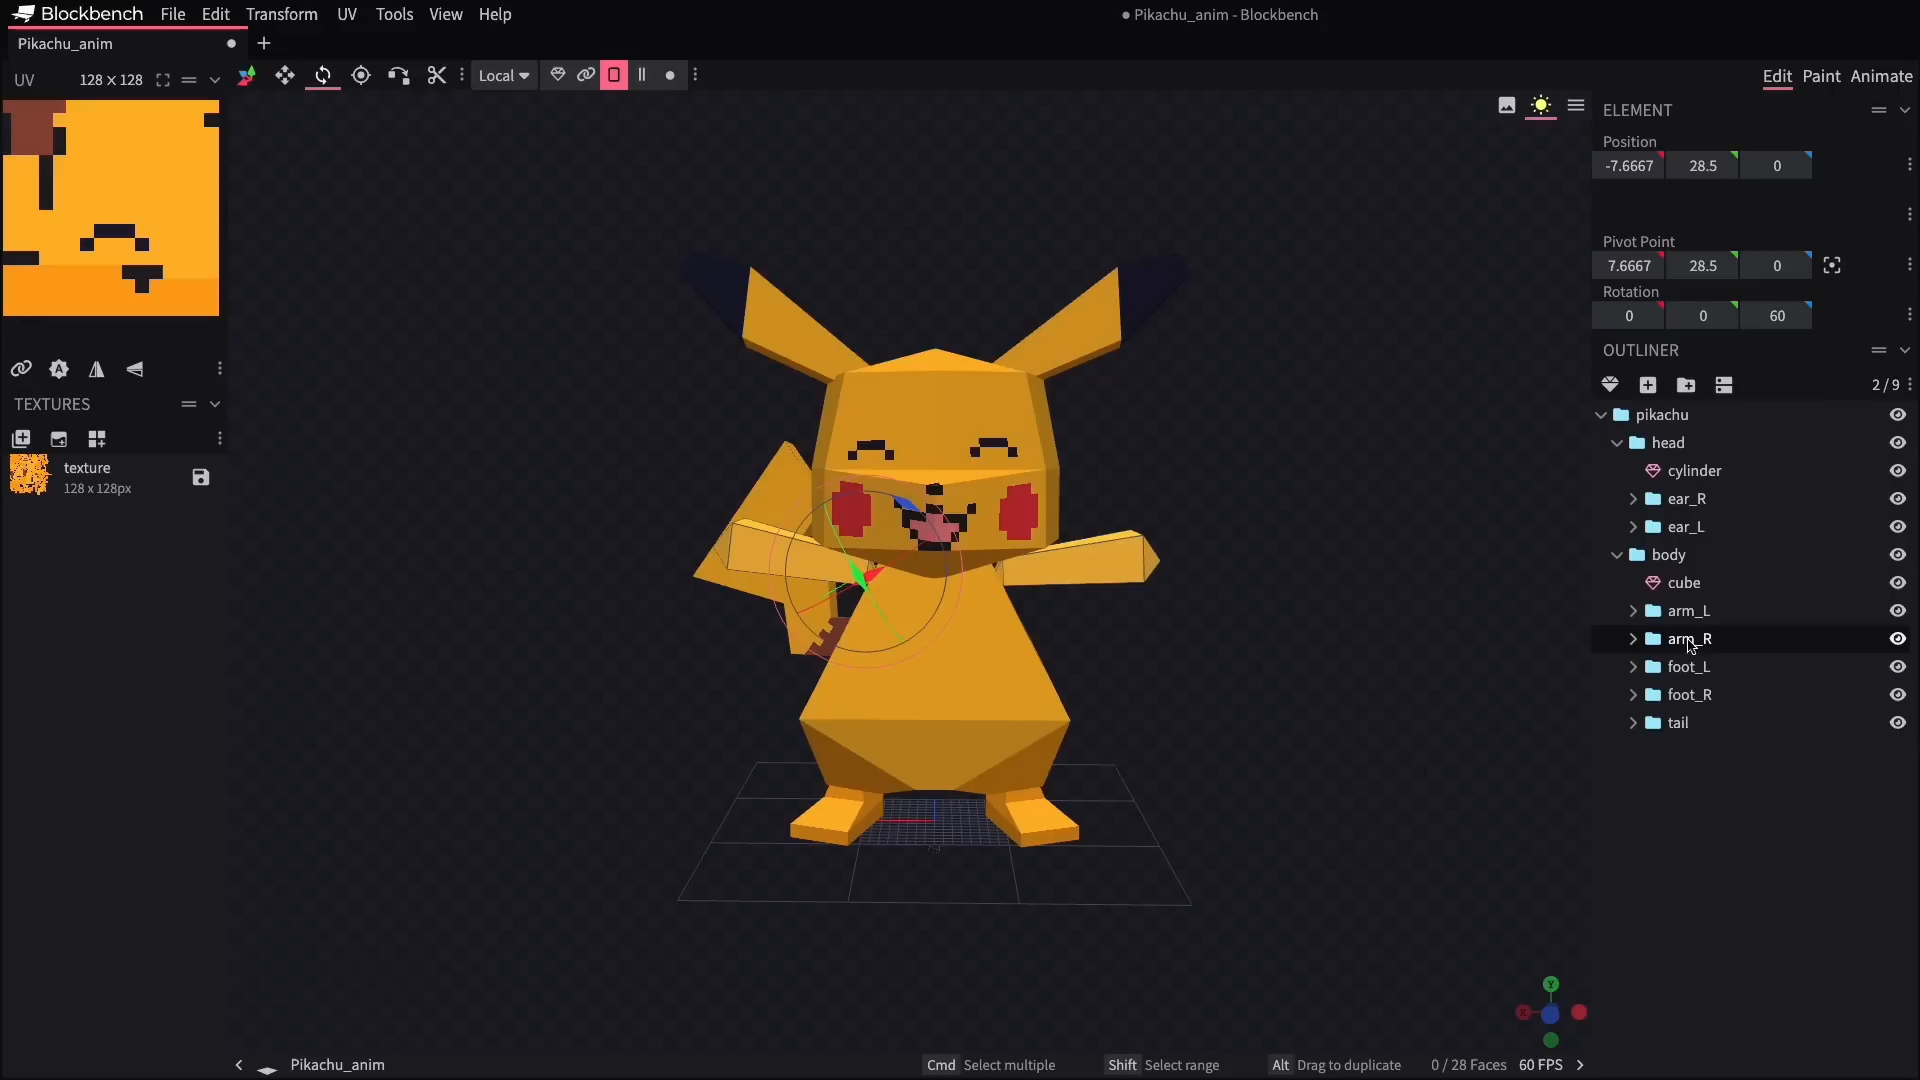 Blockbench File Edit Transform UV Tools View Help
Pikachu_anim - Blockbench
Pikachu_anim
UV 128 x 128
Local
Edit Paint Animate
ELEMENT
Position
-7.6667 28.5 0
Pivot Point
7.6667 28.5 0
Rotation
0 0 60
OUTLINER
2 / 9
pikachu
head
cylinder
ear_R
ear_L
body
cube
arm_L
arm_R
foot_L
foot_R
tail
TEXTURES
texture
128 x 128px
Y
X
Pikachu_anim
Cmd Select multiple Shift Select range Alt Drag to duplicate 0 / 28 Faces 60 FPS